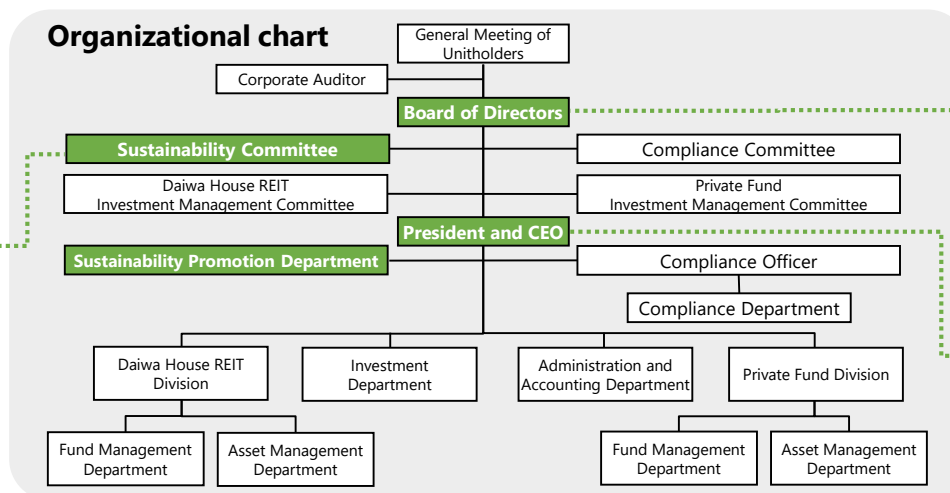 Organizational chart
General Meeting of
Unitholders
Corporate Auditor
Board of Directors
Sustainability Committee
Compliance Committee
Daiwa House REIT
Investment Management Committee
Private Fund
Investment Management Committee
President and CEO
Sustainability Promotion Department
Compliance Officer
Compliance Department
Daiwa House REIT
Division
Investment
Department
Administration and
Accounting Department
Private Fund Division
Fund Management
Department
Asset Management
Department
Fund Management
Department
Asset Management
Department